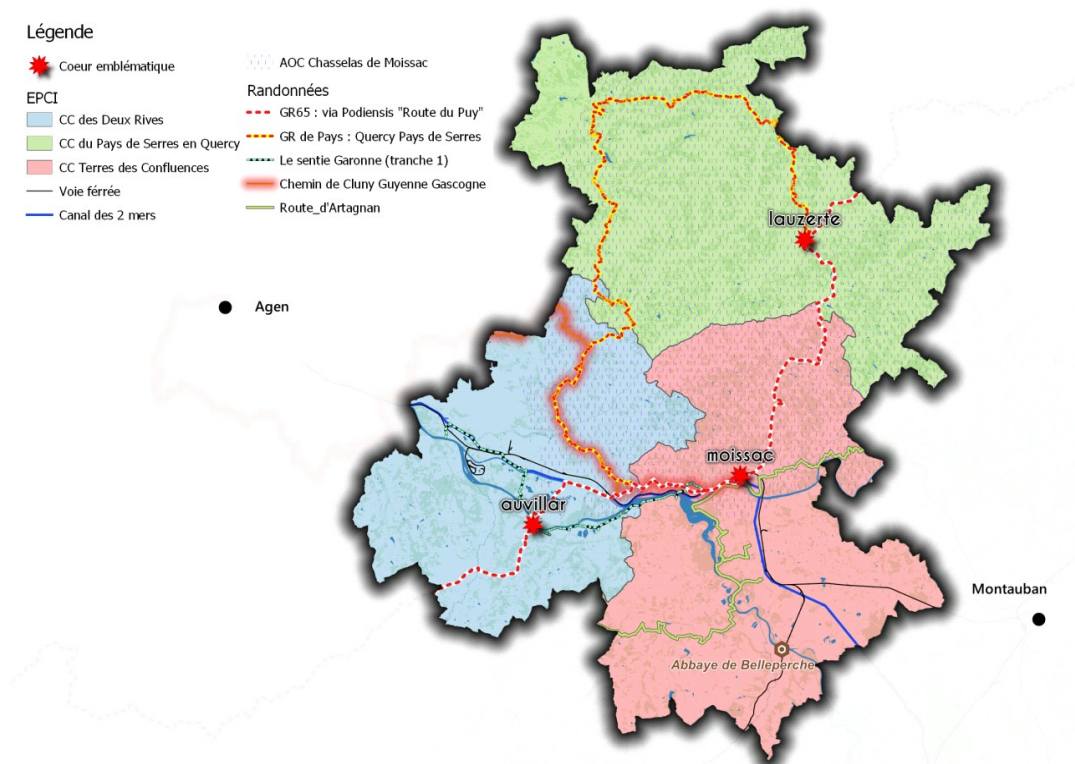 Légende
Coeur emblématique
EPCI
CC des Deux Rives
CC du Pays de Serres en Quercy
CC Terres des Confluences
Voie férrée
Canal des 2 mers
AOC Chasselas de Moissac
Randonnées
GR65 : via Podiensis "Route du Puy"
GR de Pays : Quercy Pays de Serres
Le sentie Garonne (tranche 1)
Chemin de Cluny Guyenne Gascogne
Route_d'Artagnan
lauzerte
Agen
moissac
auvillar
Montauban
Abbaye de Belleperche